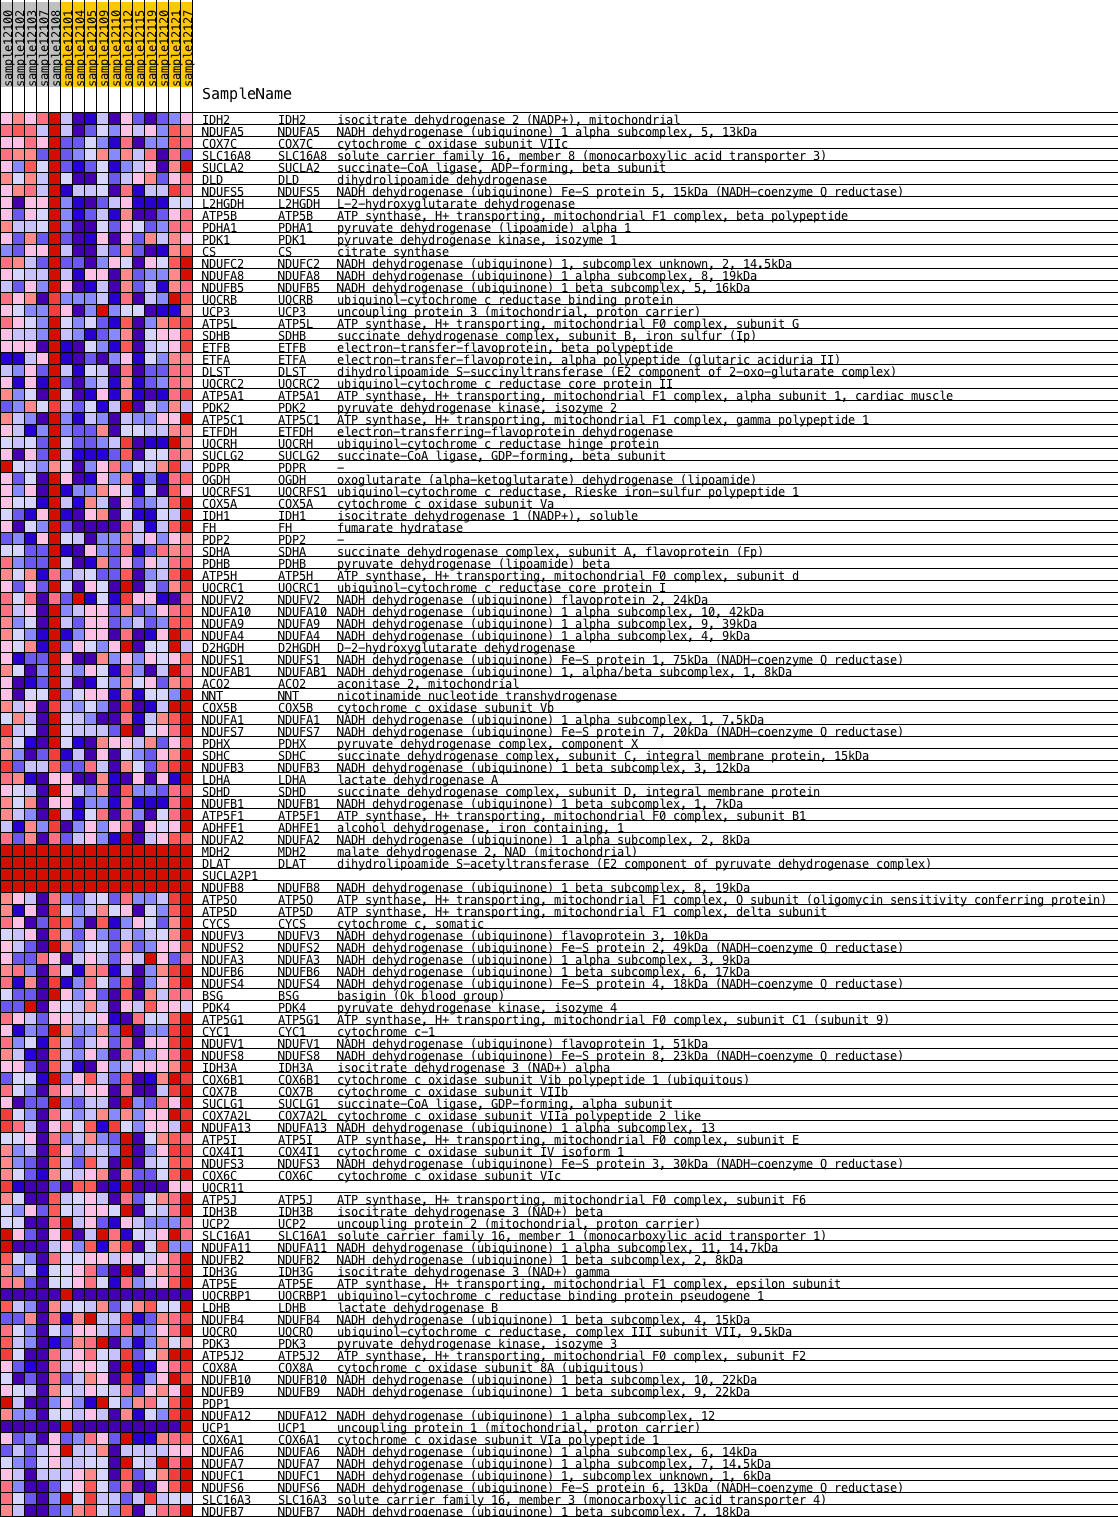 sample12100 sample12102 sample12103 sample12107 sample12108 sample12101 sample12104 sample12105 sample12109 sample12110 sample12112 sample12115 sample12119 sample12120 sample12121 sample12127
SampleName
IDH2 IDH2 isocitrate dehydrogenase 2 (NADP+), mitochondrial
NDUFA5 NDUFA5 NADH dehydrogenase (ubiquinone) 1 alpha subcomplex, 5, 13kDa
COX7C COX7C cytochrome c oxidase subunit VIIc
SLC16A8 SLC16A8 solute carrier family 16, member 8 (monocarboxylic acid transporter 3)
SUCLA2 SUCLA2 succinate-CoA ligase, ADP-forming, beta subunit
DLD DLD dihydrolipoamide dehydrogenase
NDUFS5 NDUFS5 NADH dehydrogenase (ubiquinone) Fe-S protein 5, 15kDa (NADH-coenzyme Q reductase)
L2HGDH L2HGDH L-2-hydroxyglutarate dehydrogenase
ATP5B ATP5B ATP synthase, H+ transporting, mitochondrial F1 complex, beta polypeptide
PDHA1 PDHA1 pyruvate dehydrogenase (lipoamide) alpha 1
PDK1 PDK1 pyruvate dehydrogenase kinase, isozyme 1
CS CS citrate synthase
NDUFC2 NDUFC2 NADH dehydrogenase (ubiquinone) 1, subcomplex unknown, 2, 14.5kDa
NDUFA8 NDUFA8 NADH dehydrogenase (ubiquinone) 1 alpha subcomplex, 8, 19kDa
NDUFB5 NDUFB5 NADH dehydrogenase (ubiquinone) 1 beta subcomplex, 5, 16kDa
UQCRB UQCRB ubiquinol-cytochrome c reductase binding protein
UCP3 UCP3 uncoupling protein 3 (mitochondrial, proton carrier)
ATP5L ATP5L ATP synthase, H+ transporting, mitochondrial F0 complex, subunit G
SDHB SDHB succinate dehydrogenase complex, subunit B, iron sulfur (Ip)
ETFB ETFB electron-transfer-flavoprotein, beta polypeptide
ETFA ETFA electron-transfer-flavoprotein, alpha polypeptide (glutaric aciduria II)
DLST DLST dihydrolipoamide S-succinyltransferase (E2 component of 2-oxo-glutarate complex)
UQCRC2 UQCRC2 ubiquinol-cytochrome c reductase core protein II
ATP5A1 ATP5A1 ATP synthase, H+ transporting, mitochondrial F1 complex, alpha subunit 1, cardiac muscle
PDK2 PDK2 pyruvate dehydrogenase kinase, isozyme 2
ATP5C1 ATP5C1 ATP synthase, H+ transporting, mitochondrial F1 complex, gamma polypeptide 1
ETFDH ETFDH electron-transferring-flavoprotein dehydrogenase
UQCRH UQCRH ubiquinol-cytochrome c reductase hinge protein
SUCLG2 SUCLG2 succinate-CoA ligase, GDP-forming, beta subunit
PDPR PDPR -
OGDH OGDH oxoglutarate (alpha-ketoglutarate) dehydrogenase (lipoamide)
UQCRFS1 UQCRFS1 ubiquinol-cytochrome c reductase, Rieske iron-sulfur polypeptide 1
COX5A COX5A cytochrome c oxidase subunit Va
IDH1 IDH1 isocitrate dehydrogenase 1 (NADP+), soluble
FH FH fumarate hydratase
PDP2 PDP2 -
SDHA SDHA succinate dehydrogenase complex, subunit A, flavoprotein (Fp)
PDHB PDHB pyruvate dehydrogenase (lipoamide) beta
ATP5H ATP5H ATP synthase, H+ transporting, mitochondrial F0 complex, subunit d
UQCRC1 UQCRC1 ubiquinol-cytochrome c reductase core protein I
NDUFV2 NDUFV2 NADH dehydrogenase (ubiquinone) flavoprotein 2, 24kDa
NDUFA10 NDUFA10 NADH dehydrogenase (ubiquinone) 1 alpha subcomplex, 10, 42kDa
NDUFA9 NDUFA9 NADH dehydrogenase (ubiquinone) 1 alpha subcomplex, 9, 39kDa
NDUFA4 NDUFA4 NADH dehydrogenase (ubiquinone) 1 alpha subcomplex, 4, 9kDa
D2HGDH D2HGDH D-2-hydroxyglutarate dehydrogenase
NDUFS1 NDUFS1 NADH dehydrogenase (ubiquinone) Fe-S protein 1, 75kDa (NADH-coenzyme Q reductase)
NDUFAB1 NDUFAB1 NADH dehydrogenase (ubiquinone) 1, alpha/beta subcomplex, 1, 8kDa
ACO2 ACO2 aconitase 2, mitochondrial
NNT NNT nicotinamide nucleotide transhydrogenase
COX5B COX5B cytochrome c oxidase subunit Vb
NDUFA1 NDUFA1 NADH dehydrogenase (ubiquinone) 1 alpha subcomplex, 1, 7.5kDa
NDUFS7 NDUFS7 NADH dehydrogenase (ubiquinone) Fe-S protein 7, 20kDa (NADH-coenzyme Q reductase)
PDHX PDHX pyruvate dehydrogenase complex, component X
SDHC SDHC succinate dehydrogenase complex, subunit C, integral membrane protein, 15kDa
NDUFB3 NDUFB3 NADH dehydrogenase (ubiquinone) 1 beta subcomplex, 3, 12kDa
LDHA LDHA lactate dehydrogenase A
SDHD SDHD succinate dehydrogenase complex, subunit D, integral membrane protein
NDUFB1 NDUFB1 NADH dehydrogenase (ubiquinone) 1 beta subcomplex, 1, 7kDa
ATP5F1 ATP5F1 ATP synthase, H+ transporting, mitochondrial F0 complex, subunit B1
ADHFE1 ADHFE1 alcohol dehydrogenase, iron containing, 1
NDUFA2 NDUFA2 NADH dehydrogenase (ubiquinone) 1 alpha subcomplex, 2, 8kDa
MDH2 MDH2 malate dehydrogenase 2, NAD (mitochondrial)
DLAT DLAT dihydrolipoamide S-acetyltransferase (E2 component of pyruvate dehydrogenase complex)
SUCLA2P1
NDUFB8 NDUFB8 NADH dehydrogenase (ubiquinone) 1 beta subcomplex, 8, 19kDa
ATP5O ATP5O ATP synthase, H+ transporting, mitochondrial F1 complex, O subunit (oligomycin sensitivity conferring protein)
ATP5D ATP5D ATP synthase, H+ transporting, mitochondrial F1 complex, delta subunit
CYCS CYCS cytochrome c, somatic
NDUFV3 NDUFV3 NADH dehydrogenase (ubiquinone) flavoprotein 3, 10kDa
NDUFS2 NDUFS2 NADH dehydrogenase (ubiquinone) Fe-S protein 2, 49kDa (NADH-coenzyme Q reductase)
NDUFA3 NDUFA3 NADH dehydrogenase (ubiquinone) 1 alpha subcomplex, 3, 9kDa
NDUFB6 NDUFB6 NADH dehydrogenase (ubiquinone) 1 beta subcomplex, 6, 17kDa
NDUFS4 NDUFS4 NADH dehydrogenase (ubiquinone) Fe-S protein 4, 18kDa (NADH-coenzyme Q reductase)
BSG BSG basigin (Ok blood group)
PDK4 PDK4 pyruvate dehydrogenase kinase, isozyme 4
ATP5G1 ATP5G1 ATP synthase, H+ transporting, mitochondrial F0 complex, subunit C1 (subunit 9)
CYC1 CYC1 cytochrome c-1
NDUFV1 NDUFV1 NADH dehydrogenase (ubiquinone) flavoprotein 1, 51kDa
NDUFS8 NDUFS8 NADH dehydrogenase (ubiquinone) Fe-S protein 8, 23kDa (NADH-coenzyme Q reductase)
IDH3A IDH3A isocitrate dehydrogenase 3 (NAD+) alpha
COX6B1 COX6B1 cytochrome c oxidase subunit Vib polypeptide 1 (ubiquitous)
COX7B COX7B cytochrome c oxidase subunit VIIb
SUCLG1 SUCLG1 succinate-CoA ligase, GDP-forming, alpha subunit
COX7A2L COX7A2L cytochrome c oxidase subunit VIIa polypeptide 2 like
NDUFA13 NDUFA13 NADH dehydrogenase (ubiquinone) 1 alpha subcomplex, 13
ATP5I ATP5I ATP synthase, H+ transporting, mitochondrial F0 complex, subunit E
COX4I1 COX4I1 cytochrome c oxidase subunit IV isoform 1
NDUFS3 NDUFS3 NADH dehydrogenase (ubiquinone) Fe-S protein 3, 30kDa (NADH-coenzyme Q reductase)
COX6C COX6C cytochrome c oxidase subunit VIc
UQCR11
ATP5J ATP5J ATP synthase, H+ transporting, mitochondrial F0 complex, subunit F6
IDH3B IDH3B isocitrate dehydrogenase 3 (NAD+) beta
UCP2 UCP2 uncoupling protein 2 (mitochondrial, proton carrier)
SLC16A1 SLC16A1 solute carrier family 16, member 1 (monocarboxylic acid transporter 1)
NDUFA11 NDUFA11 NADH dehydrogenase (ubiquinone) 1 alpha subcomplex, 11, 14.7kDa
NDUFB2 NDUFB2 NADH dehydrogenase (ubiquinone) 1 beta subcomplex, 2, 8kDa
IDH3G IDH3G isocitrate dehydrogenase 3 (NAD+) gamma
ATP5E ATP5E ATP synthase, H+ transporting, mitochondrial F1 complex, epsilon subunit
UQCRBP1 UQCRBP1 ubiquinol-cytochrome c reductase binding protein pseudogene 1
LDHB LDHB lactate dehydrogenase B
NDUFB4 NDUFB4 NADH dehydrogenase (ubiquinone) 1 beta subcomplex, 4, 15kDa
UQCRQ UQCRQ ubiquinol-cytochrome c reductase, complex III subunit VII, 9.5kDa
PDK3 PDK3 pyruvate dehydrogenase kinase, isozyme 3
ATP5J2 ATP5J2 ATP synthase, H+ transporting, mitochondrial F0 complex, subunit F2
COX8A COX8A cytochrome c oxidase subunit 8A (ubiquitous)
NDUFB10 NDUFB10 NADH dehydrogenase (ubiquinone) 1 beta subcomplex, 10, 22kDa
NDUFB9 NDUFB9 NADH dehydrogenase (ubiquinone) 1 beta subcomplex, 9, 22kDa
PDP1
NDUFA12 NDUFA12 NADH dehydrogenase (ubiquinone) 1 alpha subcomplex, 12
UCP1 UCP1 uncoupling protein 1 (mitochondrial, proton carrier)
COX6A1 COX6A1 cytochrome c oxidase subunit VIa polypeptide 1
NDUFA6 NDUFA6 NADH dehydrogenase (ubiquinone) 1 alpha subcomplex, 6, 14kDa
NDUFA7 NDUFA7 NADH dehydrogenase (ubiquinone) 1 alpha subcomplex, 7, 14.5kDa
NDUFC1 NDUFC1 NADH dehydrogenase (ubiquinone) 1, subcomplex unknown, 1, 6kDa
NDUFS6 NDUFS6 NADH dehydrogenase (ubiquinone) Fe-S protein 6, 13kDa (NADH-coenzyme Q reductase)
SLC16A3 SLC16A3 solute carrier family 16, member 3 (monocarboxylic acid transporter 4)
NDUFB7 NDUFB7 NADH dehydrogenase (ubiquinone) 1 beta subcomplex, 7, 18kDa